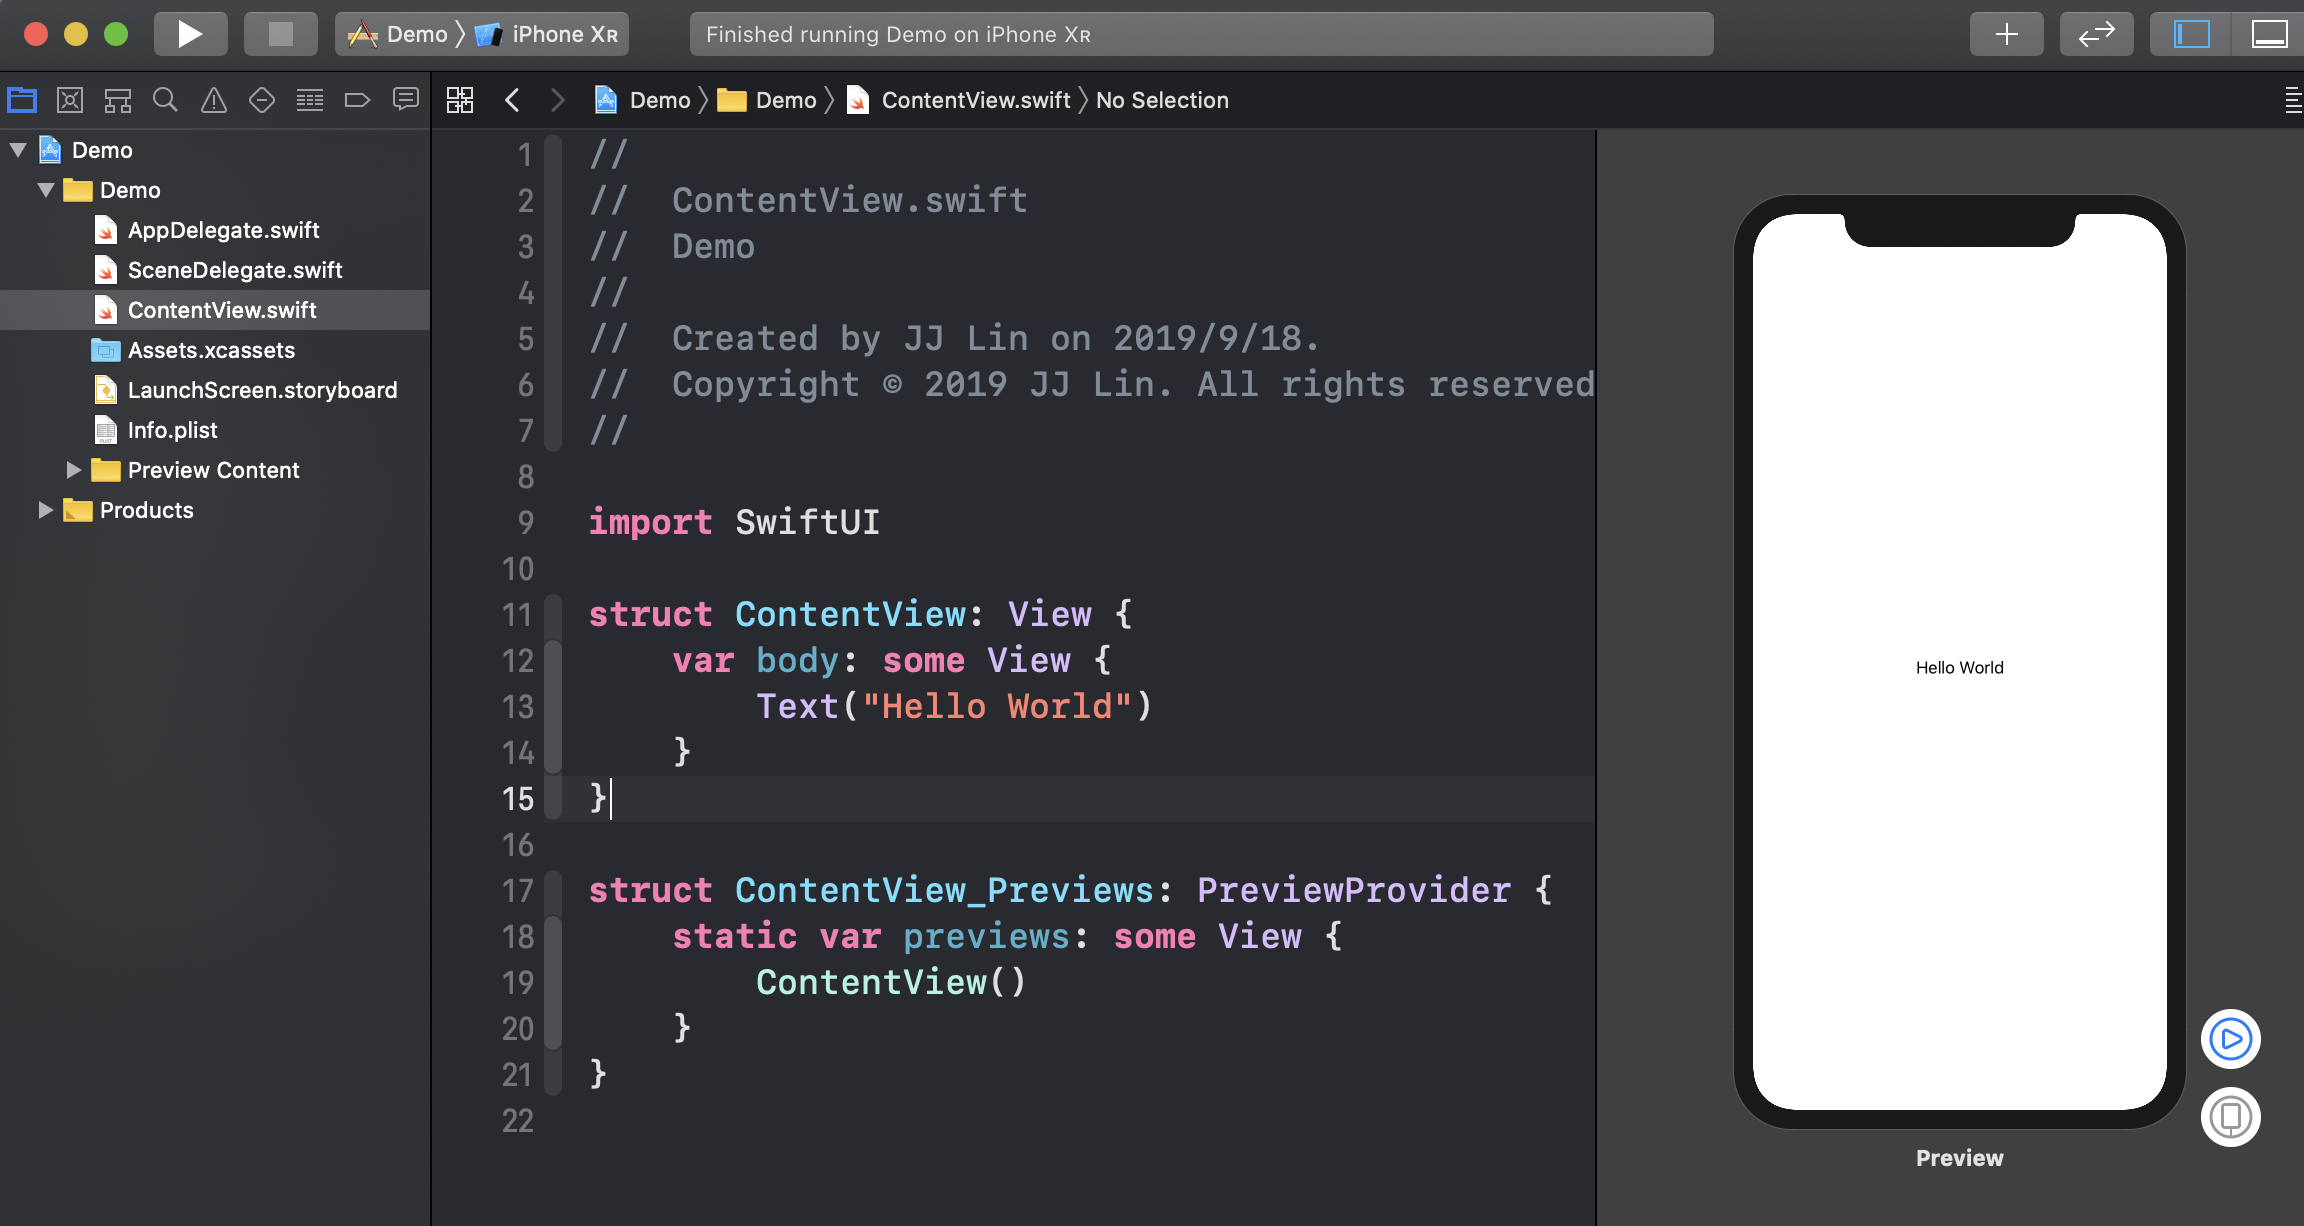 Demo 〉 iPhone Xʀ
Finished running Demo on iPhone Xʀ
Demo 〉 Demo 〉 ContentView.swift 〉 No Selection
Demo
Demo
AppDelegate.swift
SceneDelegate.swift
ContentView.swift
Assets.xcassets
LaunchScreen.storyboard
Info.plist
Preview Content
Products
1 //
2 //  ContentView.swift
3 //  Demo
4 //
5 //  Created by JJ Lin on 2019/9/18.
6 //  Copyright © 2019 JJ Lin. All rights reserved
7 //
8
9 import SwiftUI
10
11 struct ContentView: View {
12     var body: some View {
13         Text("Hello World")
14     }
15 }
16
17 struct ContentView_Previews: PreviewProvider {
18     static var previews: some View {
19         ContentView()
20     }
21 }
22
Hello World
Preview